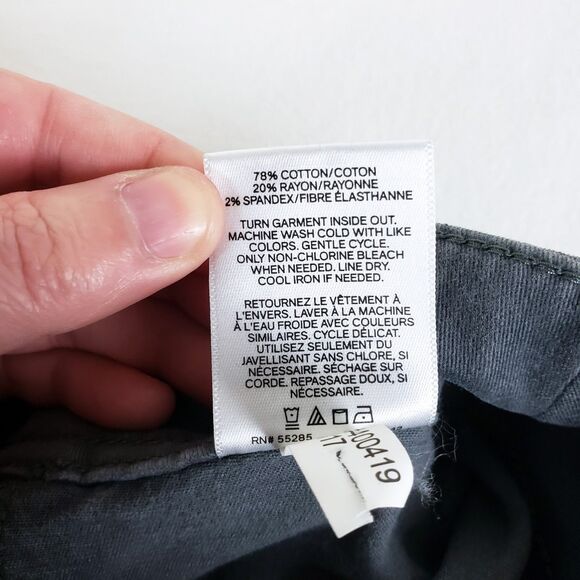 78% COTTON/COTON
20% RAYON/RAYONNE
2% SPANDEX/FIBRE ÉLASTHANNE
TURN GARMENT INSIDE OUT.
MACHINE WASH COLD WITH LIKE
COLORS. GENTLE CYCLE.
ONLY NON-CHLORINE BLEACH
WHEN NEEDED. LINE DRY.
COOL IRON IF NEEDED.
RETOURNEZ LE VÊTEMENT À
L'ENVERS. LAVER À LA MACHINE
À L'EAU FROIDE AVEC COULEURS
SIMILAIRES. CYCLE DÉLICAT.
UTILISEZ SEULEMENT DU
JAVELLISANT SANS CHLORE, SI
NÉCESSAIRE. SÉCHAGE SUR
CORDE. REPASSAGE DOUX, SI
NÉCESSAIRE.
RN# 55285
00419
17